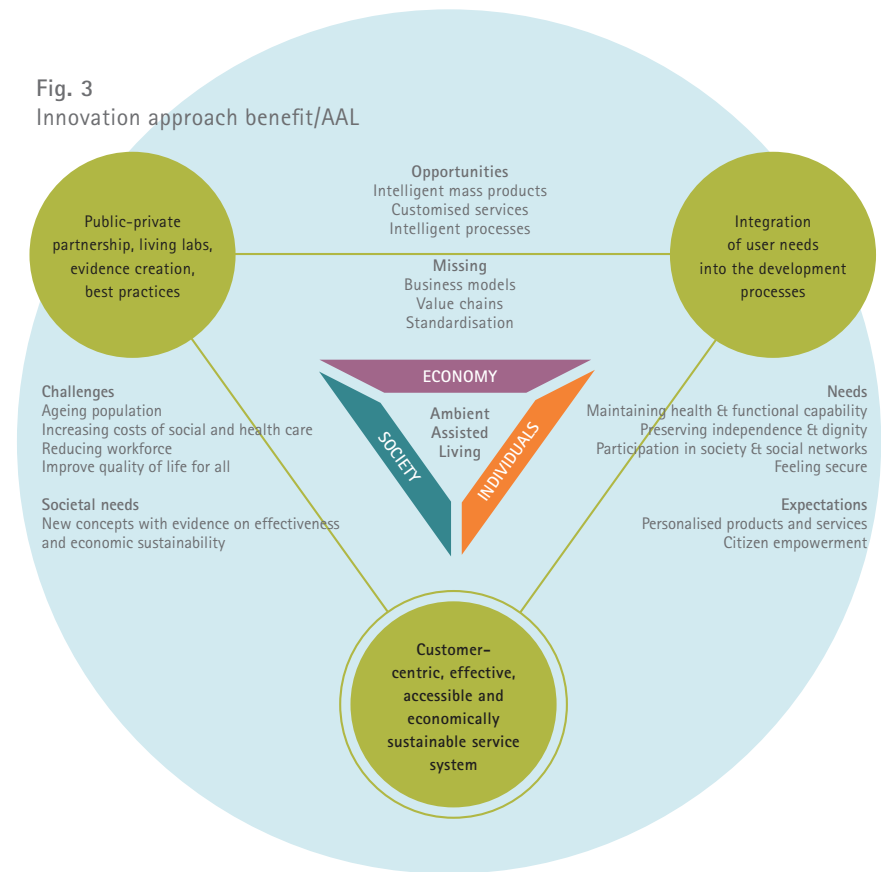 Fig. 3
Innovation approach benefit/AAL
Public-private
partnership, living labs,
evidence creation,
best practices
Opportunities
Intelligent mass products
Customised services
Intelligent processes
Missing
Business models
Value chains
Standardisation
Integration
of user needs
into the development
processes
Challenges
Ageing population
Increasing costs of social and health care
Reducing workforce
Improve quality of life for all
Societal needs
New concepts with evidence on effectiveness
and economic sustainability
ECONOMY
SOCIETY
Ambient
Assisted
Living
INDIVIDUALS
Needs
Maintaining health & functional capability
Preserving independence & dignity
Participation in society & social networks
Feeling secure
Expectations
Personalised products and services
Citizen empowerment
Customer-
centric, effective,
accessible and
economically
sustainable service
system